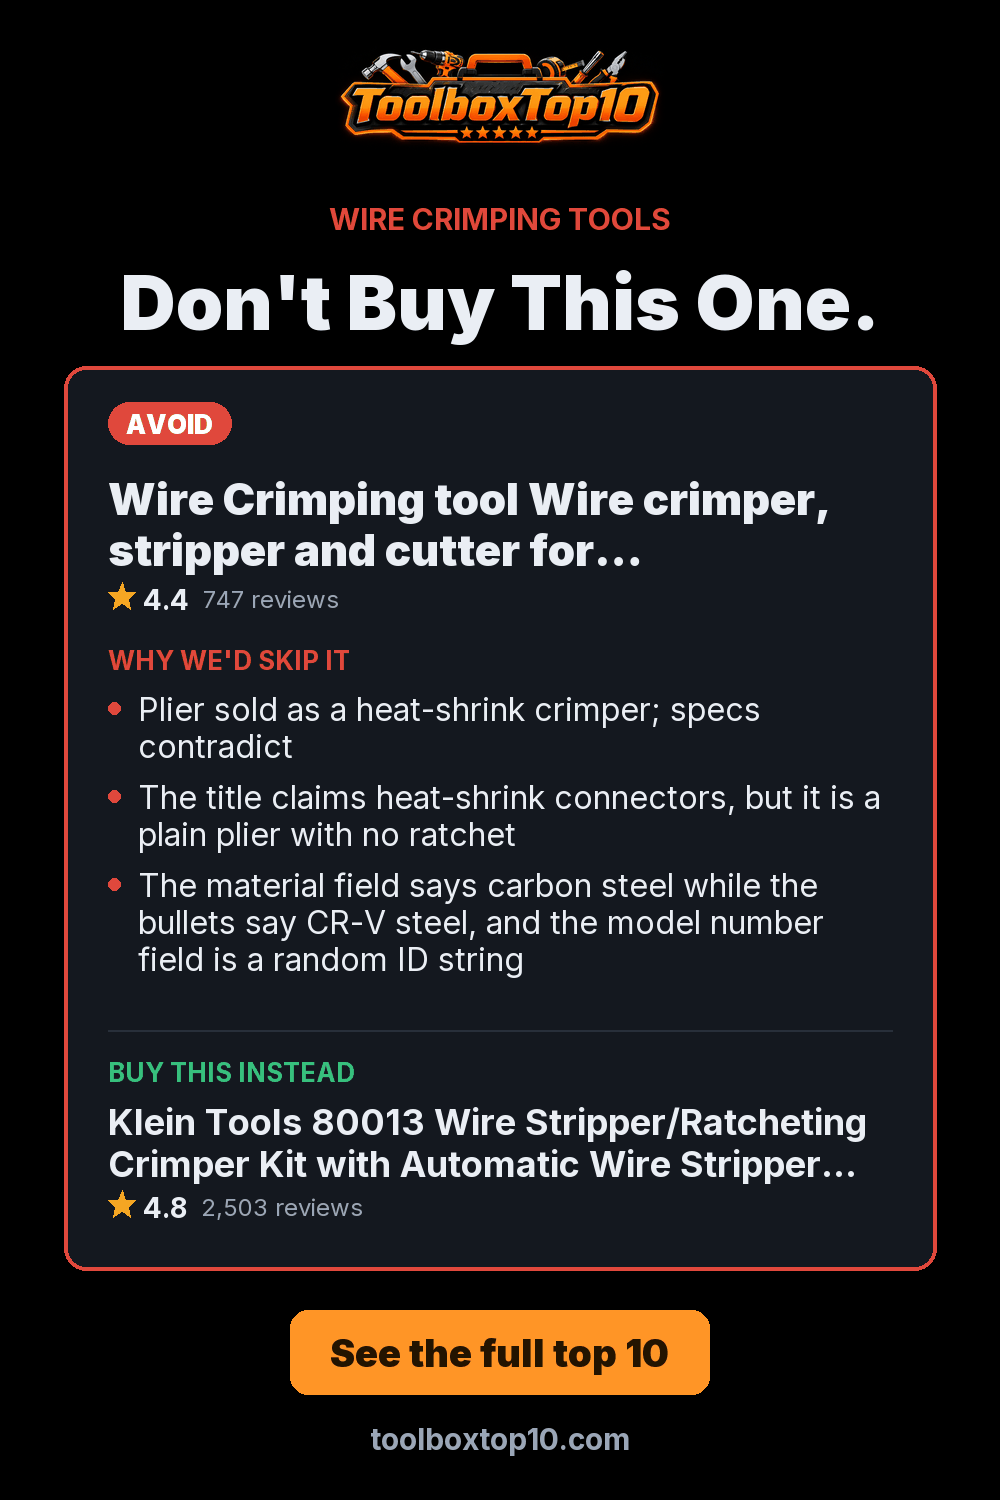 ToolboxTop10
WIRE CRIMPING TOOLS
Don't Buy This One.
AVOID
Wire Crimping tool Wire crimper,
stripper and cutter for...
4.4 747 reviews
WHY WE'D SKIP IT
Plier sold as a heat-shrink crimper; specs
contradict
The title claims heat-shrink connectors, but it is a
plain plier with no ratchet
The material field says carbon steel while the
bullets say CR-V steel, and the model number
field is a random ID string
BUY THIS INSTEAD
Klein Tools 80013 Wire Stripper/Ratcheting
Crimper Kit with Automatic Wire Stripper...
4.8 2,503 reviews
See the full top 10
toolboxtop10.com